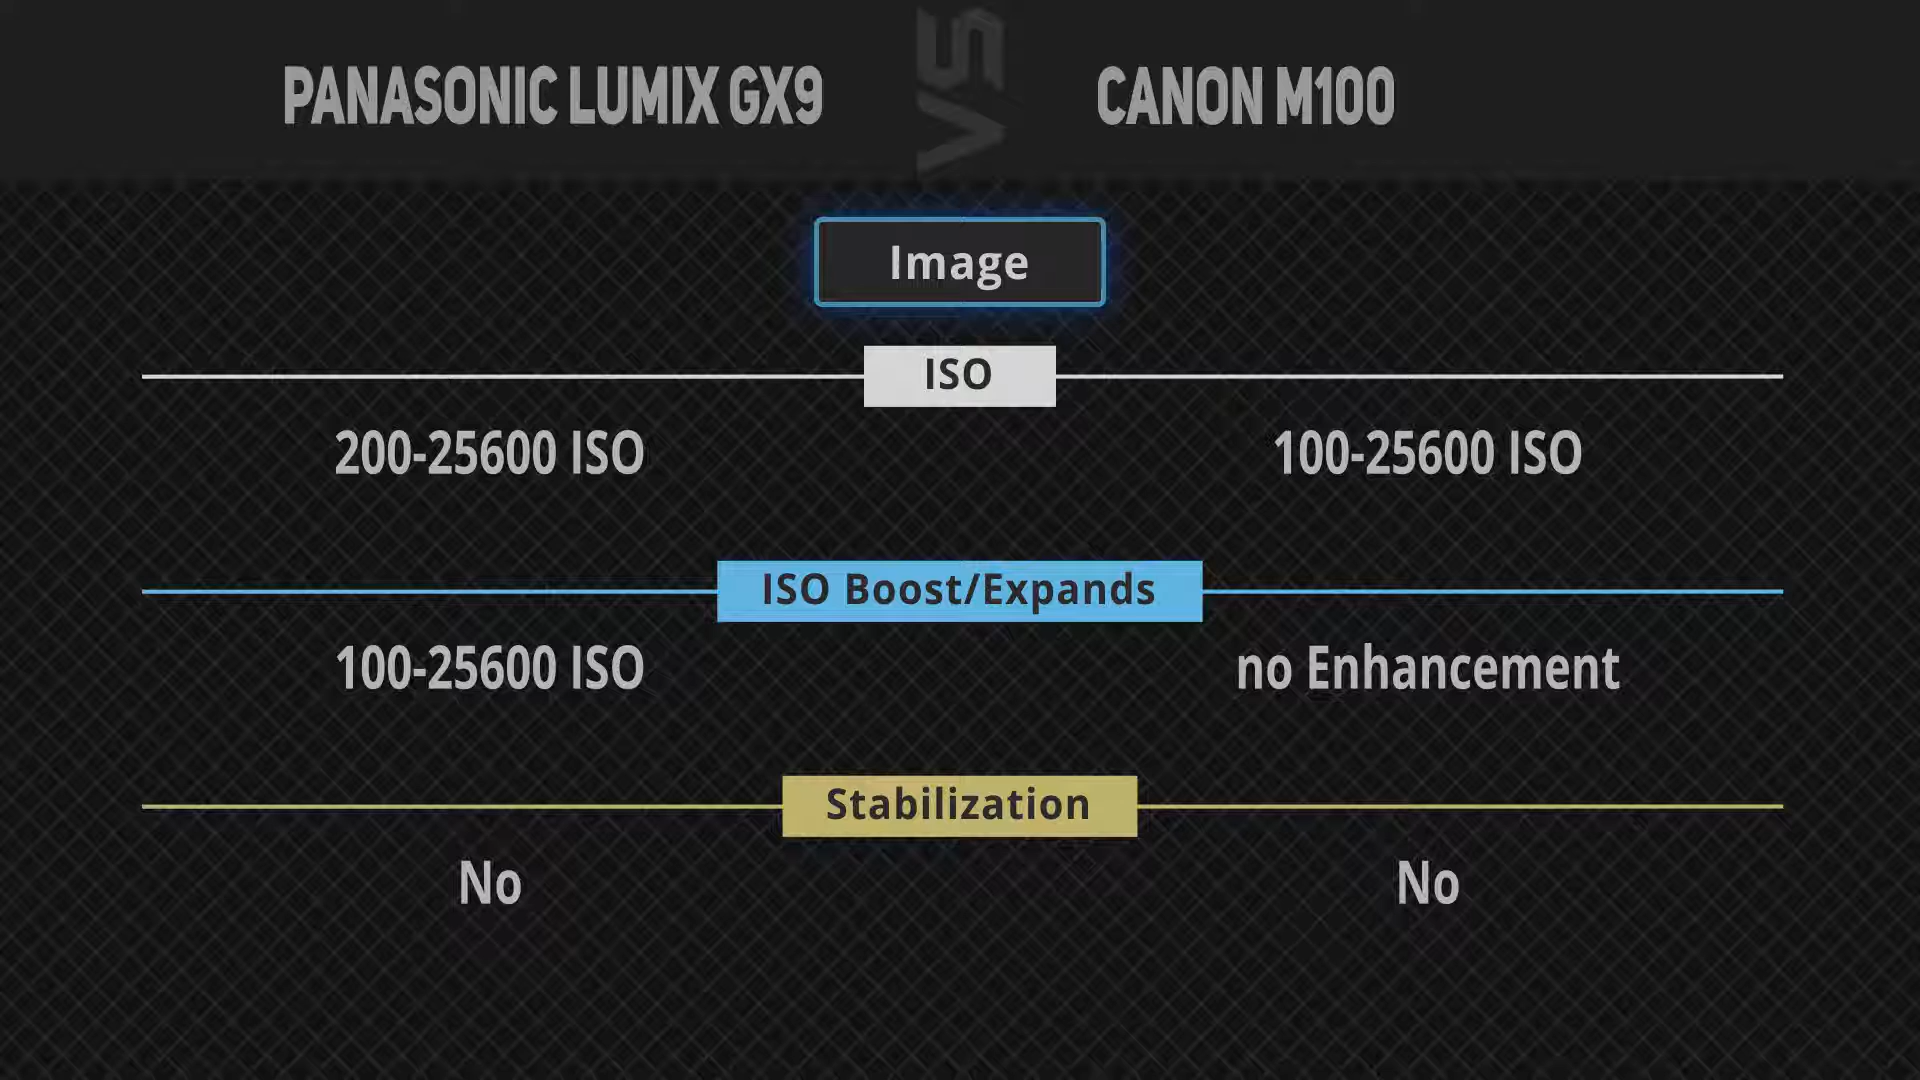 PANASONIC LUMIX GX9
VS
CANON M100
Image
ISO
200-25600 ISO
100-25600 ISO
ISO Boost/Expands
100-25600 ISO
no Enhancement
Stabilization
No
No